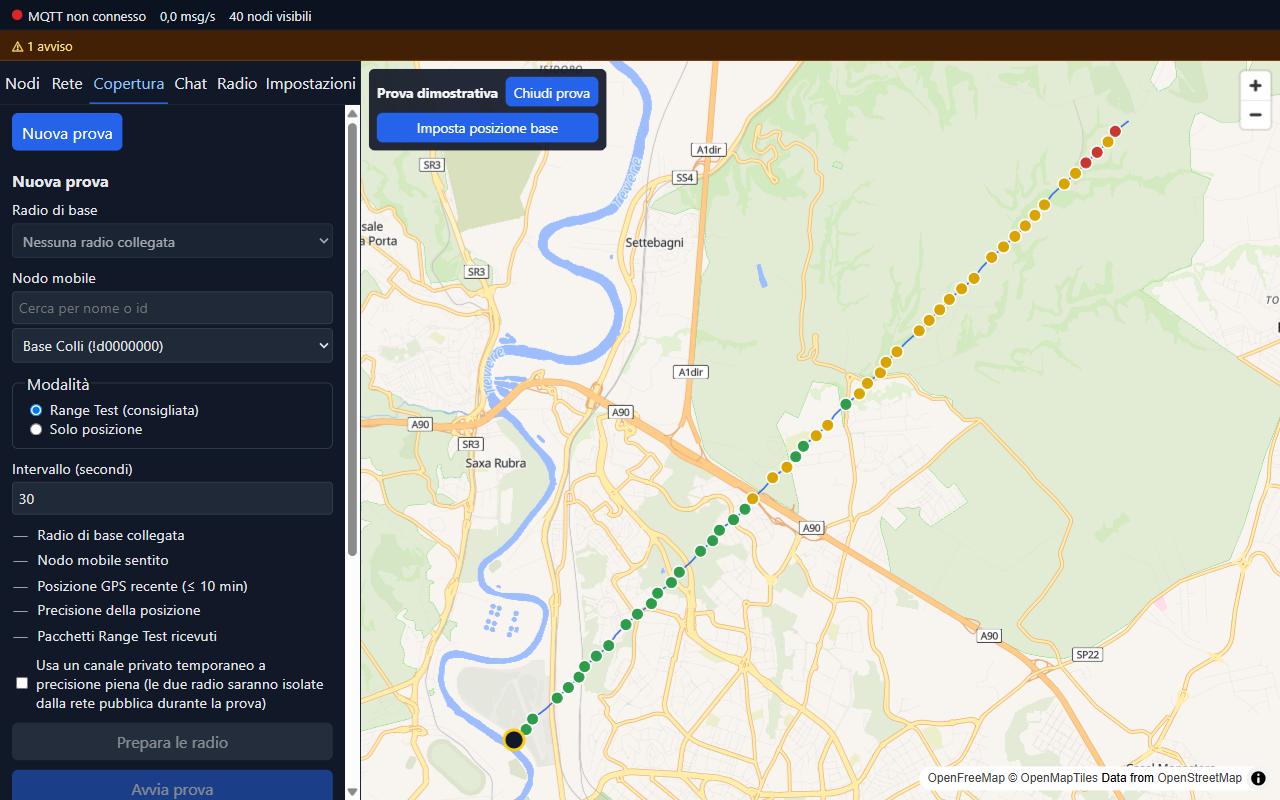 MQTT non connesso 0,0 msg/s 40 nodi visibili
⚠ 1 avviso
Nodi Rete Copertura Chat Radio Impostazioni
Nuova prova
Nuova prova
Radio di base
Nessuna radio collegata
Nodo mobile
Cerca per nome o id
Base Colli (!d0000000)
Modalità
Range Test (consigliata)
Solo posizione
Intervallo (secondi)
30
— Radio di base collegata
— Nodo mobile sentito
— Posizione GPS recente (≤ 10 min)
— Precisione della posizione
— Pacchetti Range Test ricevuti
Usa un canale privato temporaneo a
precisione piena (le due radio saranno isolate
dalla rete pubblica durante la prova)
Prepara le radio
Avvia prova
Prova dimostrativa Chiudi prova
Imposta posizione base
+
−
A1dir
SR3
SS4
Tevere
sale
a Porta
Settebagni
SR3
Tevere
A1dir
A90
A90
SR3
Saxa Rubra
A90
A90
SP22
OpenFreeMap © OpenMapTiles Data from OpenStreetMap